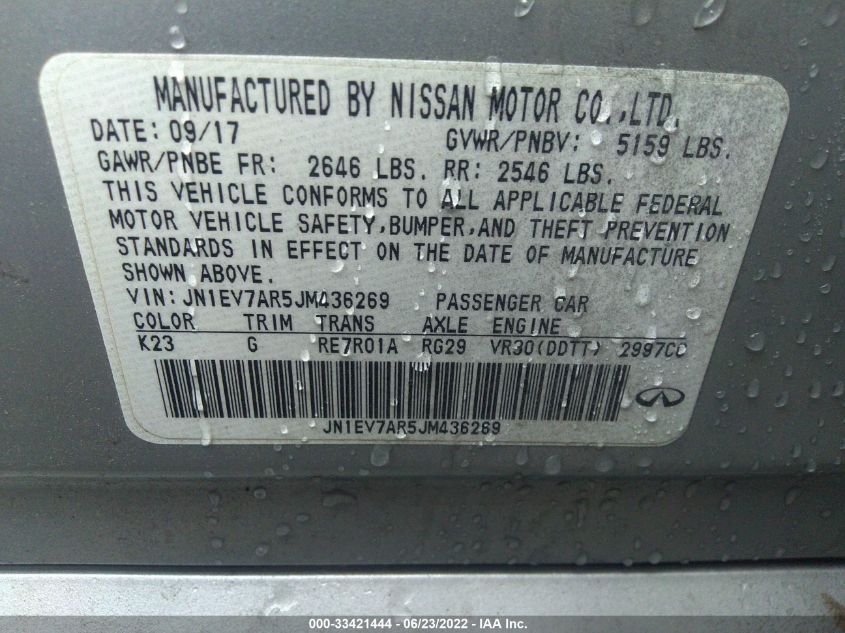 MANUFACTURED BY NISSAN MOTOR CO.,LTD.
DATE: 09/17 GVWR/PNBV: 5159 LBS.
GAWR/PNBE FR: 2646 LBS. RR: 2546 LBS.
THIS VEHICLE CONFORMS TO ALL APPLICABLE FEDERAL
MOTOR VEHICLE SAFETY,BUMPER,AND THEFT PREVENTION
STANDARDS IN EFFECT ON THE DATE OF MANUFACTURE
SHOWN ABOVE.
VIN: JN1EV7AR5JM436269 PASSENGER CAR
COLOR TRIM TRANS AXLE ENGINE
K23 G RE7R01A RG29 VR30(DDTT) 2997CC
JN1EV7AR5JM436269
000-33421444 - 06/23/2022 - IAA Inc.